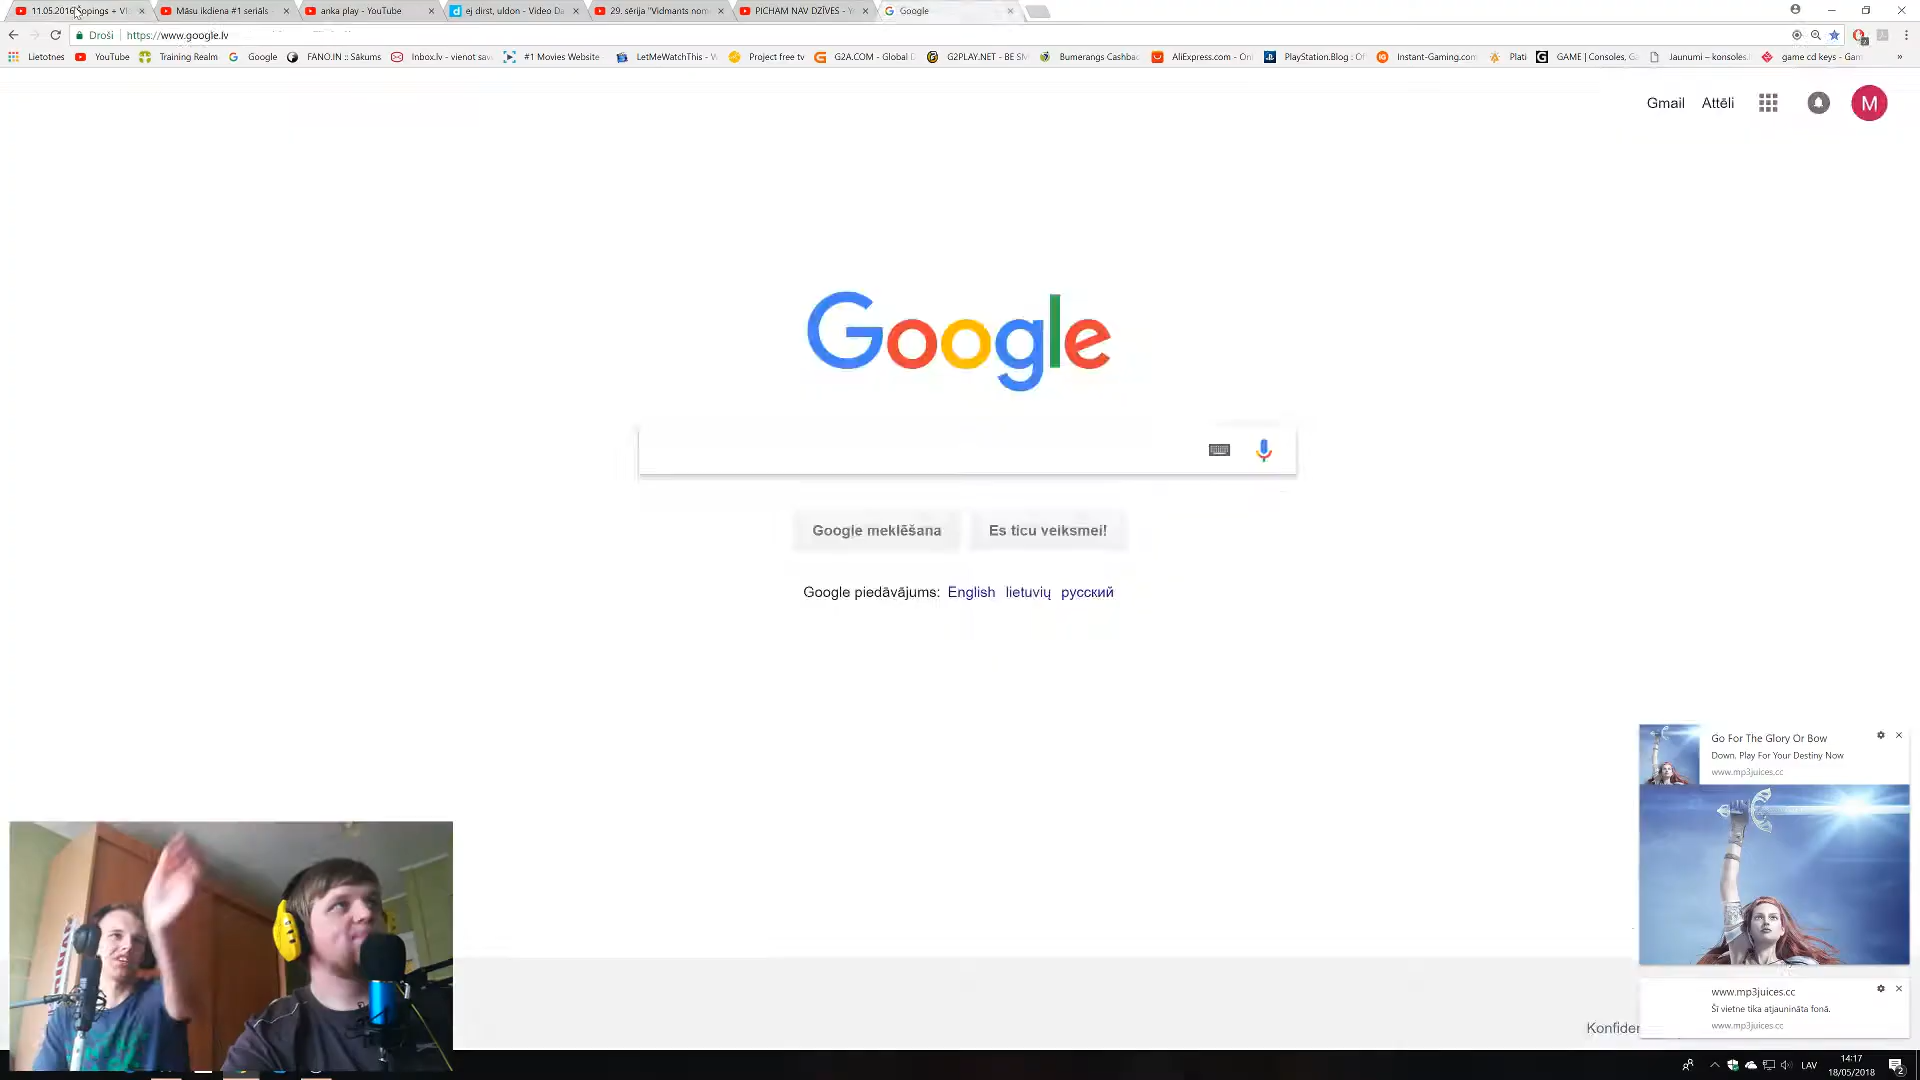 11.05.2016
Māsu ikdiena #1 seriāls
anka play - YouTube
ej dirst, uldon - Video Da
29. sērija "Vidmants nom
PICHAM NAV DZĪVES - Y
Google
Droši
https://www.google.lv
Lietotnes
YouTube
Training Realm
Google
FANO.IN :: Sākums
Inbox.lv - vienot sav
#1 Movies Website
LetMeWatchThis -
Project free tv
G2A.COM - Global
G2PLAY.NET - BE SM
Bumerangs Cashba
AliExpress.com - On
PlayStation.Blog : Of
Instant-Gaming.com
Plati
GAME | Consoles, G
Jaunumi – konsoles.
game cd keys - Gam
»
Gmail
Attēli
M
Google
Google meklēšana
Es ticu veiksmei!
Google piedāvājums: English lietuvių русский
Go For The Glory Or Bow
Down, Play For Your Destiny Now
www.mp3juices.cc
www.mp3juices.cc
Šī vietne tika atjaunināta fonā.
www.mp3juices.cc
Konfiden
LAV
14:17
18/05/2018
2